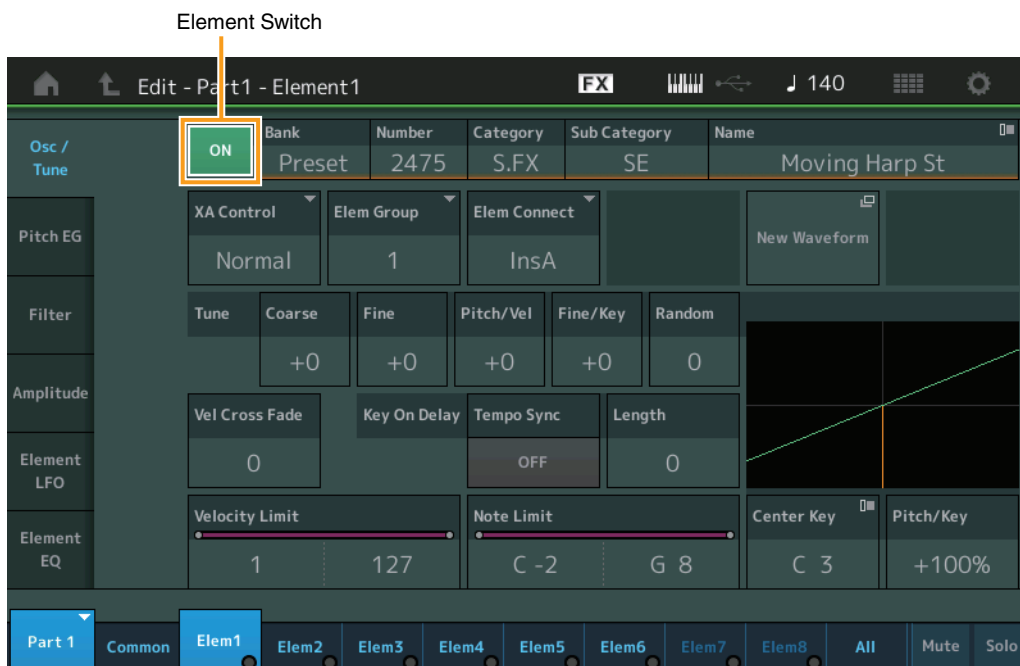 Element Switch
Edit - Part1 - Element1 FX ♩ 140
Osc / Tune
Pitch EG
Filter
Amplitude
Element LFO
Element EQ
ON
Bank Number Category Sub Category Name
Preset 2475 S.FX SE Moving Harp St
XA Control Elem Group Elem Connect New Waveform
Normal 1 InsA
Tune Coarse Fine Pitch/Vel Fine/Key Random
+0 +0 +0 +0 0
Vel Cross Fade Key On Delay Tempo Sync Length
0 OFF 0
Velocity Limit Note Limit Center Key Pitch/Key
1 127 C -2 G 8 C 3 +100%
Part 1 Common Elem1 Elem2 Elem3 Elem4 Elem5 Elem6 Elem7 Elem8 All Mute Solo